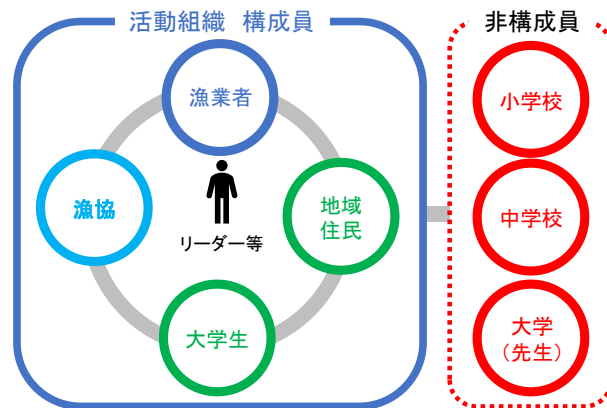 活動組織 構成員
漁業者
漁協
リーダー等
地域
住民
大学生
非構成員
小学校
中学校
大学
(先生)